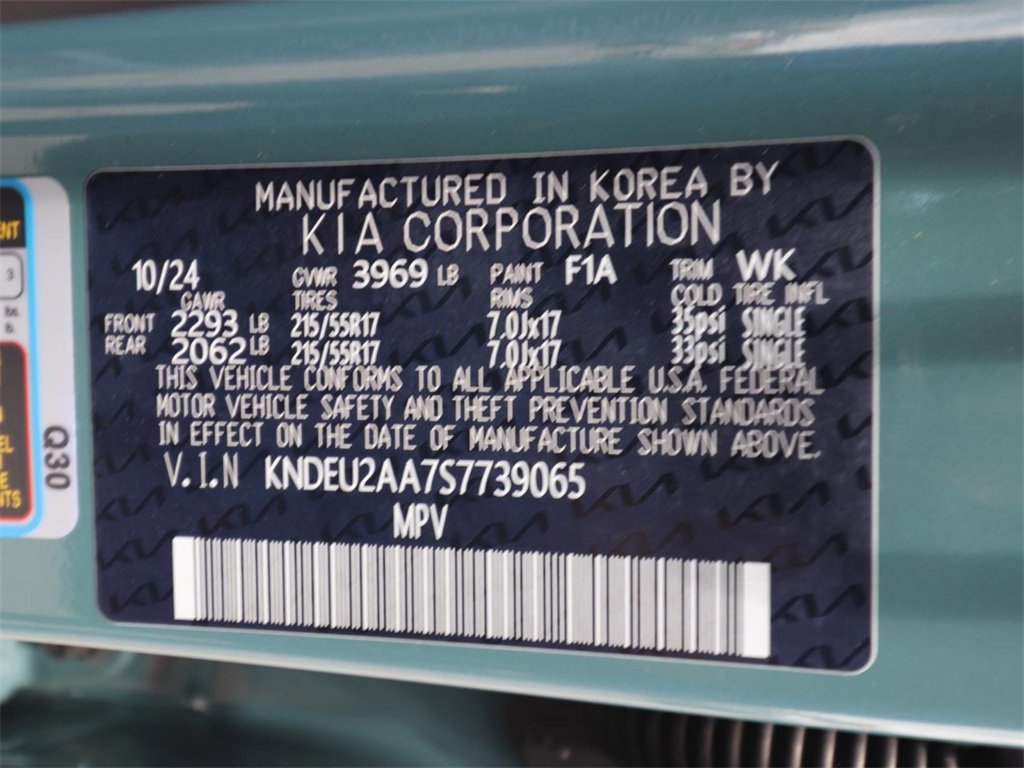 MANUFACTURED IN KOREA BY
KIA CORPORATION
10/24 GVWR 3969 LB PAINT F1A TRIM WK
GAWR TIRES RIMS COLD TIRE INFL
FRONT 2293 LB 215/55R17 7.0Jx17 35psi SINGLE
REAR 2062 LB 215/55R17 7.0Jx17 33psi SINGLE
THIS VEHICLE CONFORMS TO ALL APPLICABLE U.S.A. FEDERAL
MOTOR VEHICLE SAFETY AND THEFT PREVENTION STANDARDS
IN EFFECT ON THE DATE OF MANUFACTURE SHOWN ABOVE.
V.I.N KNDEU2AA7S7739065
MPV
Q30
3